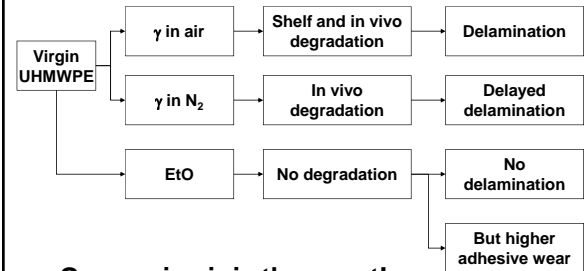 Virgin
UHMWPE
γ in air
Shelf and in vivo
degradation
Delamination
γ in N₂
In vivo
degradation
Delayed
delamination
EtO
No degradation
No
delamination
But higher
adhesive wear